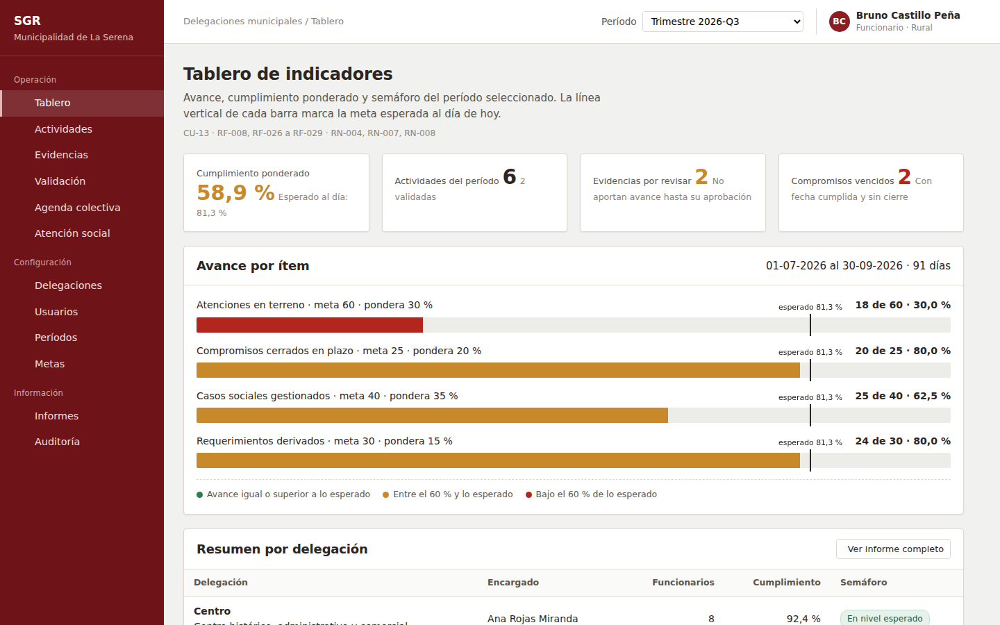 SGR
Municipalidad de La Serena
Operación
Tablero
Actividades
Evidencias
Validación
Agenda colectiva
Atención social
Configuración
Delegaciones
Usuarios
Períodos
Metas
Información
Informes
Auditoría
Delegaciones municipales / Tablero
Período Trimestre 2026-Q3
BC
Bruno Castillo Peña
Funcionario · Rural
Tablero de indicadores
Avance, cumplimiento ponderado y semáforo del período seleccionado. La línea
vertical de cada barra marca la meta esperada al día de hoy.
CU-13 · RF-008, RF-026 a RF-029 · RN-004, RN-007, RN-008
Cumplimiento ponderado
58,9 % Esperado al día:
81,3 %
Actividades del período 6 2
validadas
Evidencias por revisar 2 No
aportan avance hasta su aprobación
Compromisos vencidos 2 Con
fecha cumplida y sin cierre
Avance por ítem
01-07-2026 al 30-09-2026 · 91 días
Atenciones en terreno · meta 60 · pondera 30 %
esperado 81,3 %
18 de 60 · 30,0 %
Compromisos cerrados en plazo · meta 25 · pondera 20 %
esperado 81,3 %
20 de 25 · 80,0 %
Casos sociales gestionados · meta 40 · pondera 35 %
esperado 81,3 %
25 de 40 · 62,5 %
Requerimientos derivados · meta 30 · pondera 15 %
esperado 81,3 %
24 de 30 · 80,0 %
Avance igual o superior a lo esperado
Entre el 60 % y lo esperado
Bajo el 60 % de lo esperado
Resumen por delegación
Ver informe completo
Delegación Encargado Funcionarios Cumplimiento Semáforo
Centro
Ana Rojas Miranda 8 92,4 % En nivel esperado
Centro histórico, administrativo y comercial